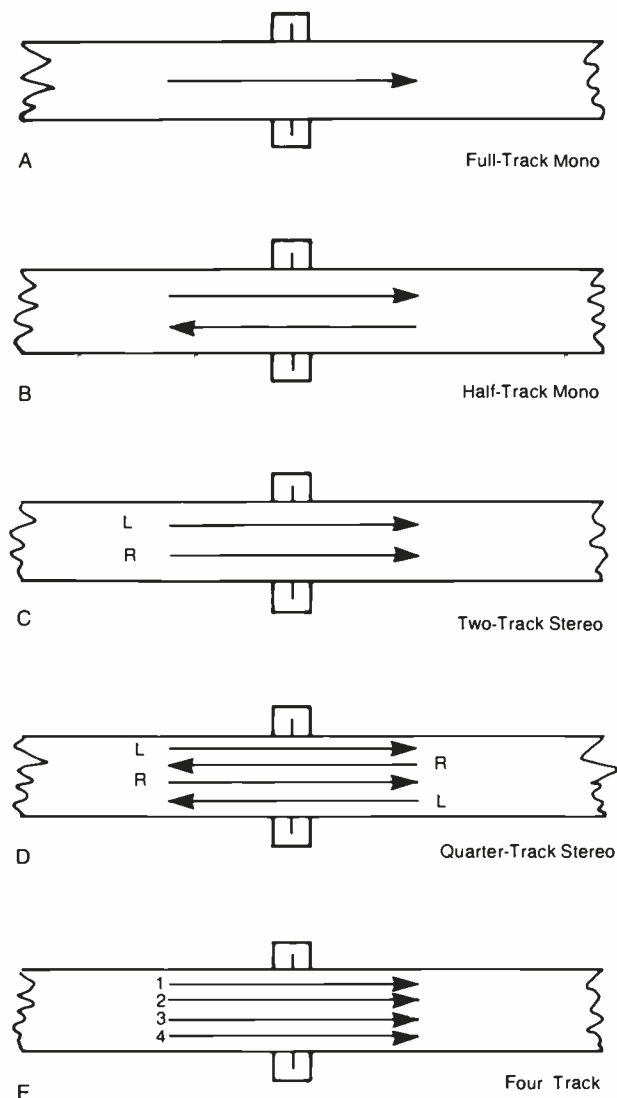 A
Full-Track Mono
B
Half-Track Mono
L
R
C
Two-Track Stereo
L
R
R
L
D
Quarter-Track Stereo
1
2
3
4
E
Four Track